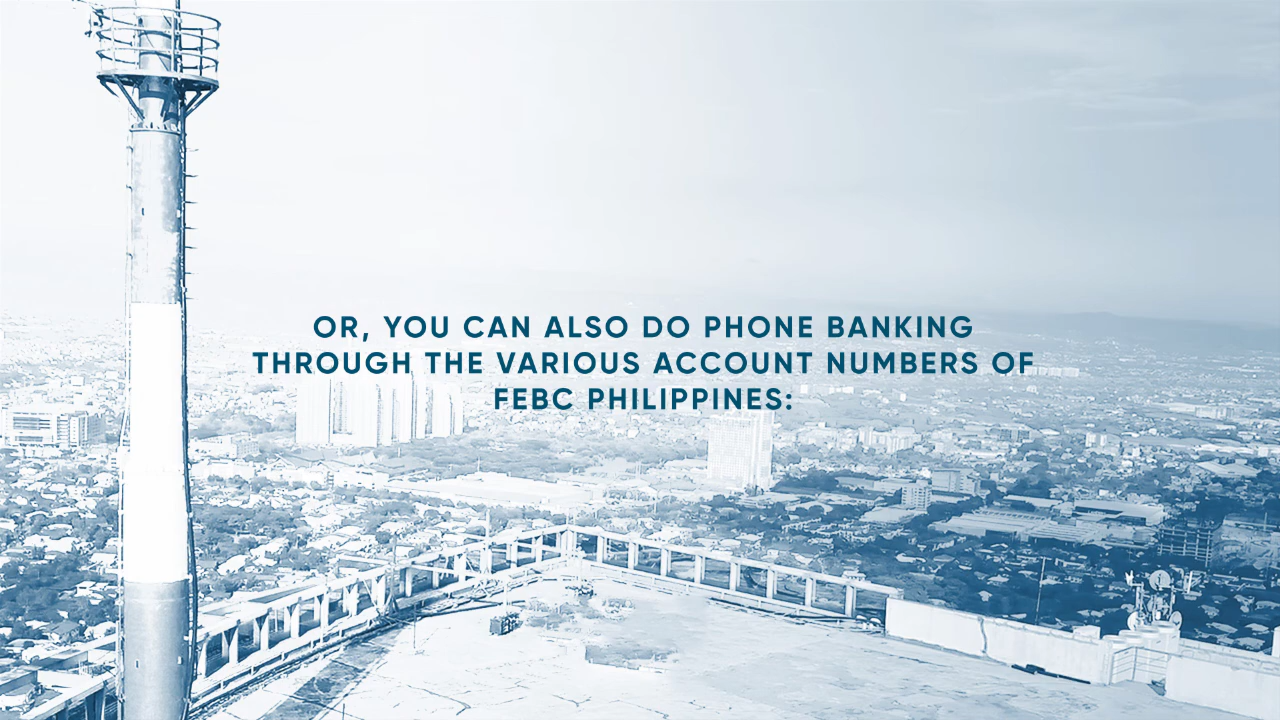 OR, YOU CAN ALSO DO PHONE BANKING
THROUGH THE VARIOUS ACCOUNT NUMBERS OF
FEBC PHILIPPINES: